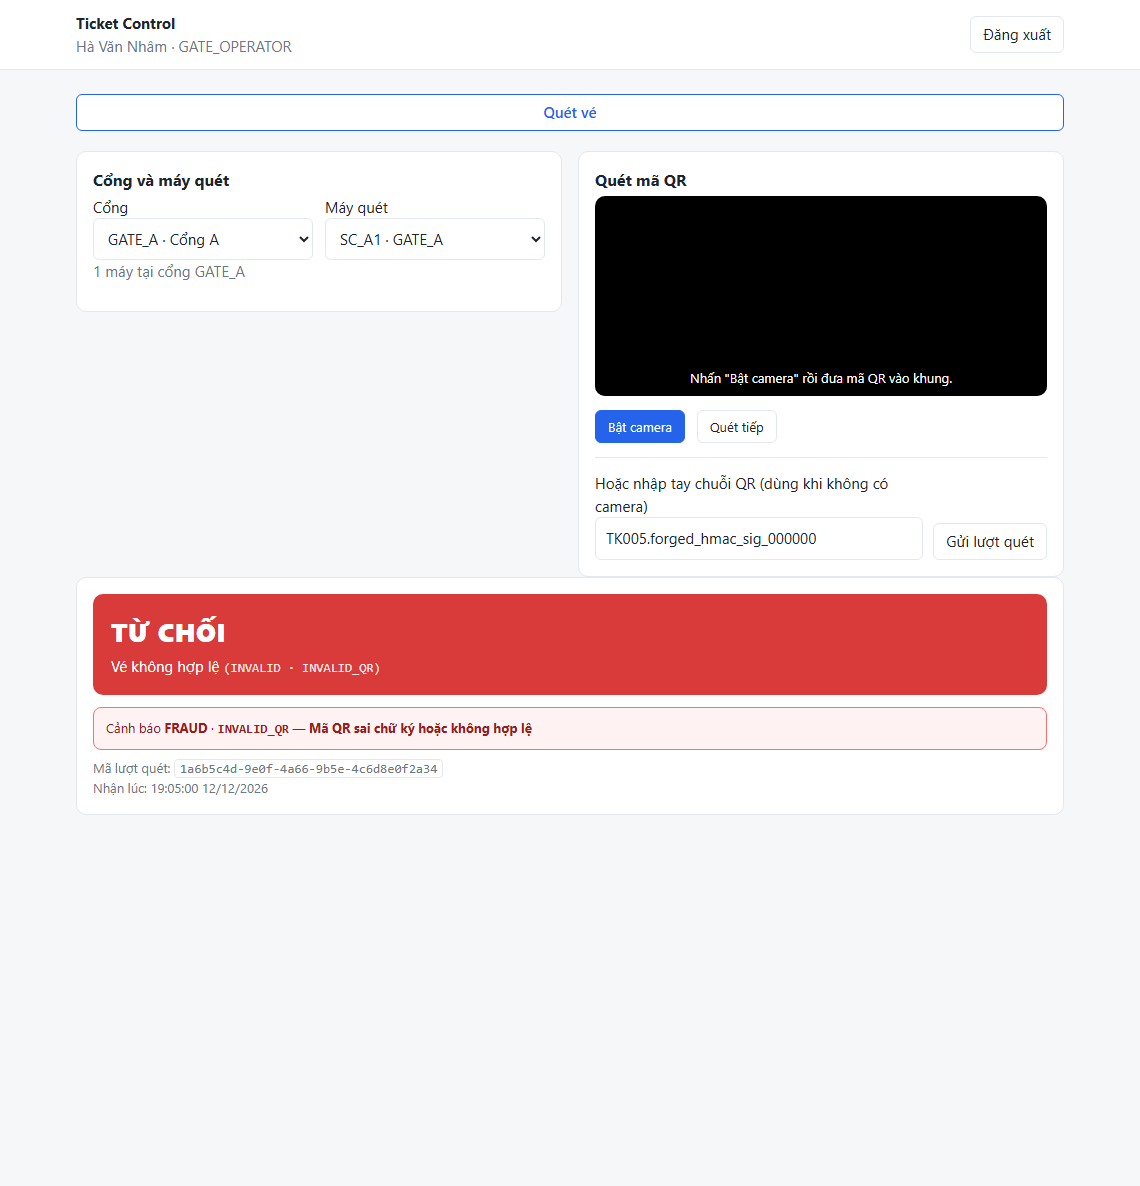 Ticket Control
Hà Văn Nhâm · GATE_OPERATOR
Đăng xuất
Quét vé
Cổng và máy quét
Cổng
Máy quét
GATE_A · Cổng A
SC_A1 · GATE_A
1 máy tại cổng GATE_A
Quét mã QR
Nhấn "Bật camera" rồi đưa mã QR vào khung.
Bật camera
Quét tiếp
Hoặc nhập tay chuỗi QR (dùng khi không có
camera)
TK005.forged_hmac_sig_000000
Gửi lượt quét
TỪ CHỐI
Vé không hợp lệ (INVALID · INVALID_QR)
Cảnh báo FRAUD · INVALID_QR — Mã QR sai chữ ký hoặc không hợp lệ
Mã lượt quét: 1a6b5c4d-9e0f-4a66-9b5e-4c6d8e0f2a34
Nhận lúc: 19:05:00 12/12/2026